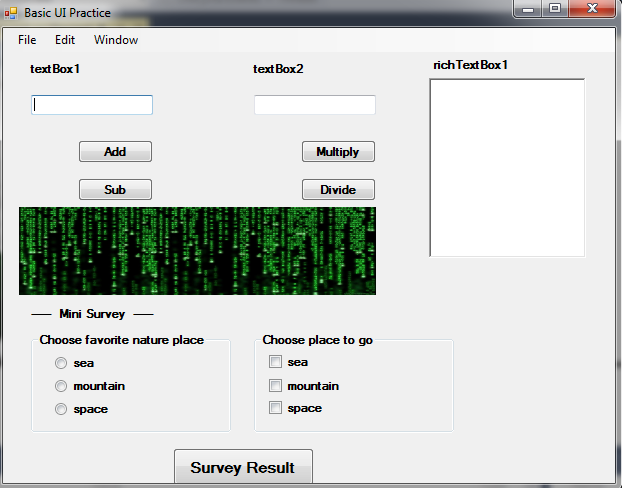 Basic UI Practice
File Edit Window
textBox1
textBox2
richTextBox1
Add
Multiply
Sub
Divide
Mini Survey
Choose favorite nature place
sea
mountain
space
Choose place to go
sea
mountain
space
Survey Result